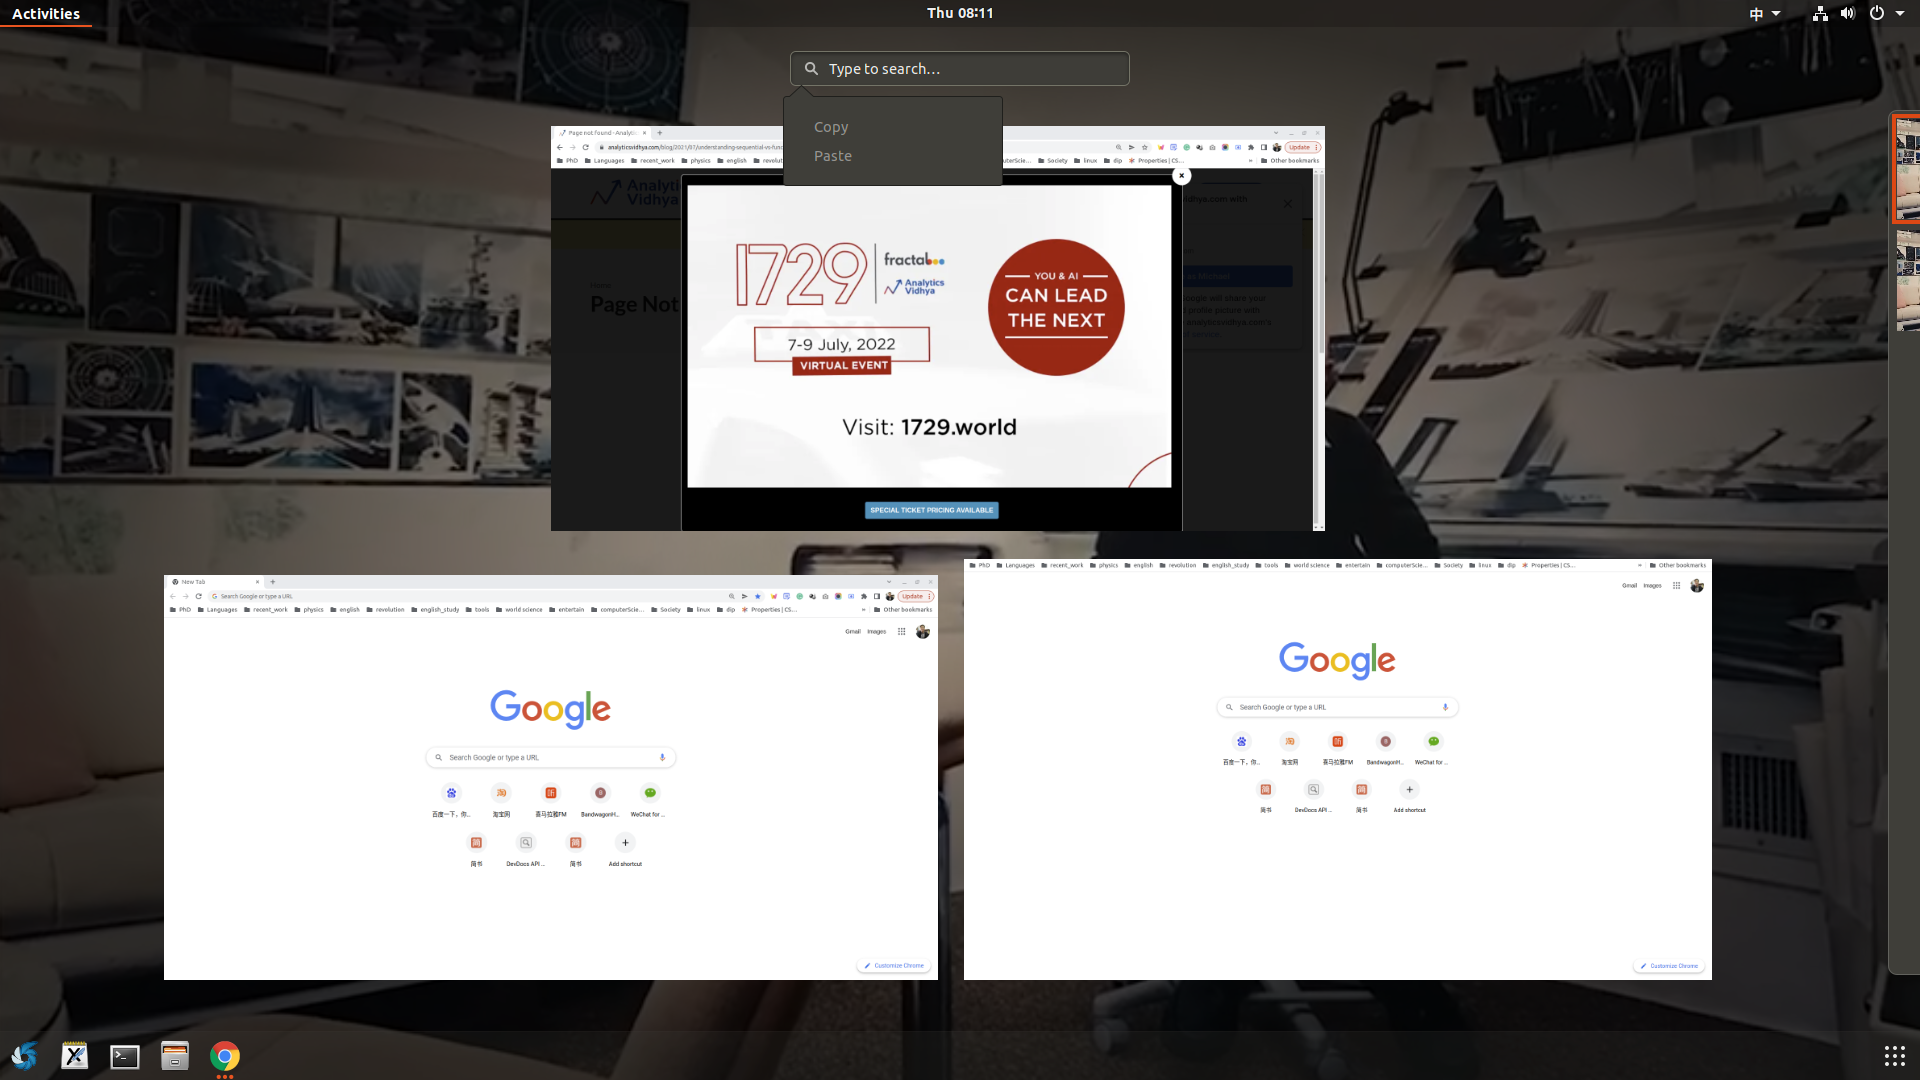 Activities
Thu 08:11
中
Type to search...
Copy
Paste
Page not found - Analytic
analyticsvidhya.com/blog/2021/07/understanding-sequential-vs-func
Update
PhD Languages recent_work physics english revolut
Society linux dip Properties | CS... » Other bookmarks
Analytics
Vidhya
vidhya.com with
Home
Page Not
1729
fractal
Analytics
Vidhya
7-9 July, 2022
VIRTUAL EVENT
YOU & AI
CAN LEAD
THE NEXT
Visit: 1729.world
SPECIAL TICKET PRICING AVAILABLE
New Tab
Search Google or type a URL
Update
PhD Languages recent_work physics english revolution english_study tools world science entertain computerScie... Society linux dip Properties | CS... » Other bookmarks
Gmail Images
Google
Search Google or type a URL
百度一下，你...
淘宝网
喜马拉雅FM
BandwagonH...
WeChat for ...
简书
DevDocs API ...
简书
Add shortcut
Customize Chrome
PhD Languages recent_work physics english revolution english_study tools world science entertain computerScie... Society linux dip Properties | CS... » Other bookmarks
Gmail Images
Google
Search Google or type a URL
百度一下，你...
淘宝网
喜马拉雅FM
BandwagonH...
WeChat for ...
简书
DevDocs API ...
简书
Add shortcut
Customize Chrome